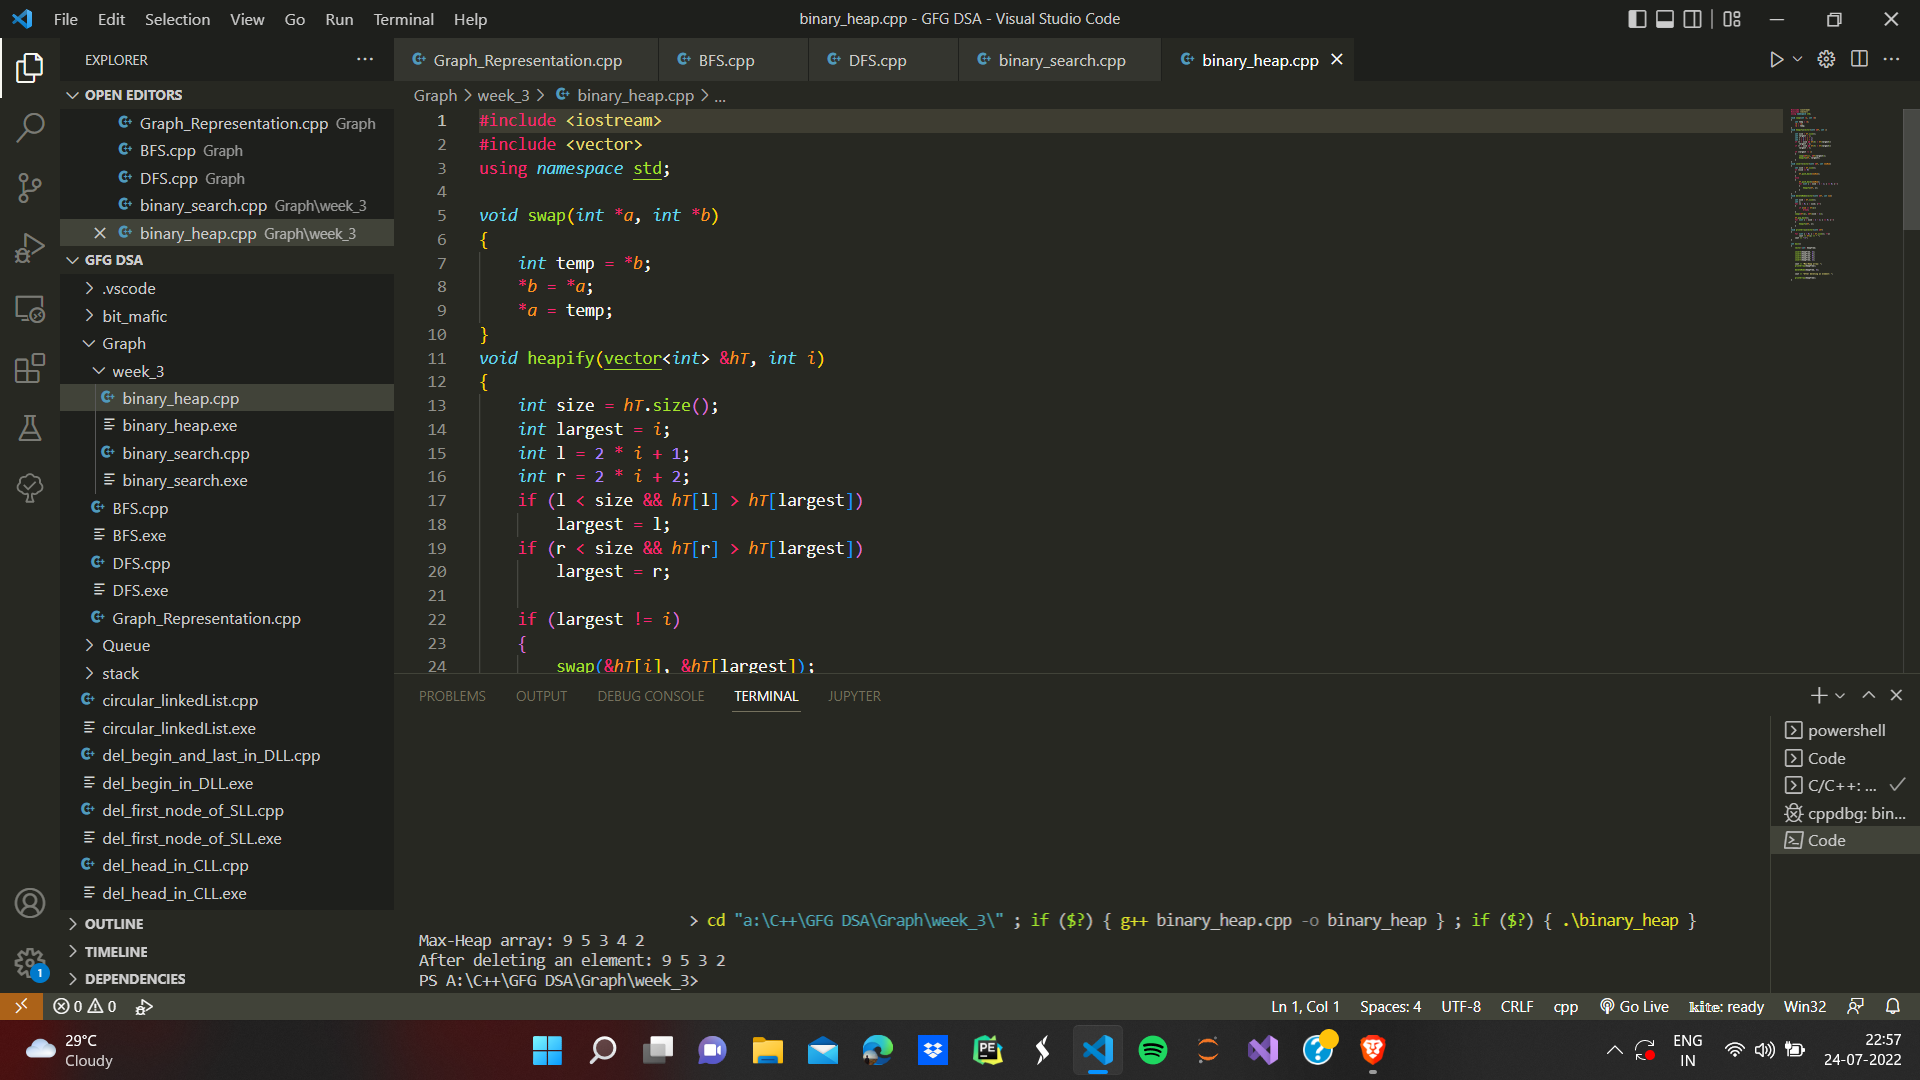 File Edit Selection View Go Run Terminal Help
binary_heap.cpp - GFG DSA - Visual Studio Code
EXPLORER
OPEN EDITORS
Graph_Representation.cpp Graph
BFS.cpp Graph
DFS.cpp Graph
binary_search.cpp Graph\week_3
binary_heap.cpp Graph\week_3
GFG DSA
.vscode
bit_mafic
Graph
week_3
binary_heap.cpp
binary_heap.exe
binary_search.cpp
binary_search.exe
BFS.cpp
BFS.exe
DFS.cpp
DFS.exe
Graph_Representation.cpp
Queue
stack
circular_linkedList.cpp
circular_linkedList.exe
del_begin_and_last_in_DLL.cpp
del_begin_in_DLL.exe
del_first_node_of_SLL.cpp
del_first_node_of_SLL.exe
del_head_in_CLL.cpp
del_head_in_CLL.exe
OUTLINE
TIMELINE
DEPENDENCIES
Graph_Representation.cpp BFS.cpp DFS.cpp binary_search.cpp binary_heap.cpp
Graph > week_3 > binary_heap.cpp > ...
1 #include <iostream>
2 #include <vector>
3 using namespace std;
4
5 void swap(int *a, int *b)
6 {
7 int temp = *b;
8 *b = *a;
9 *a = temp;
10 }
11 void heapify(vector<int> &hT, int i)
12 {
13 int size = hT.size();
14 int largest = i;
15 int l = 2 * i + 1;
16 int r = 2 * i + 2;
17 if (l < size && hT[l] > hT[largest])
18 largest = l;
19 if (r < size && hT[r] > hT[largest])
20 largest = r;
21
22 if (largest != i)
23 {
24 swap(&hT[i], &hT[largest]);
PROBLEMS OUTPUT DEBUG CONSOLE TERMINAL JUPYTER
> cd "a:\C++\GFG DSA\Graph\week_3\" ; if ($?) { g++ binary_heap.cpp -o binary_heap } ; if ($?) { .\binary_heap }
Max-Heap array: 9 5 3 4 2
After deleting an element: 9 5 3 2
PS A:\C++\GFG DSA\Graph\week_3>
powershell
Code
C/C++: ...
cppdbg: bin...
Code
1
0 0
Ln 1, Col 1 Spaces: 4 UTF-8 CRLF cpp Go Live kite: ready Win32
29°C
Cloudy
PE
ENG
IN
22:57
24-07-2022